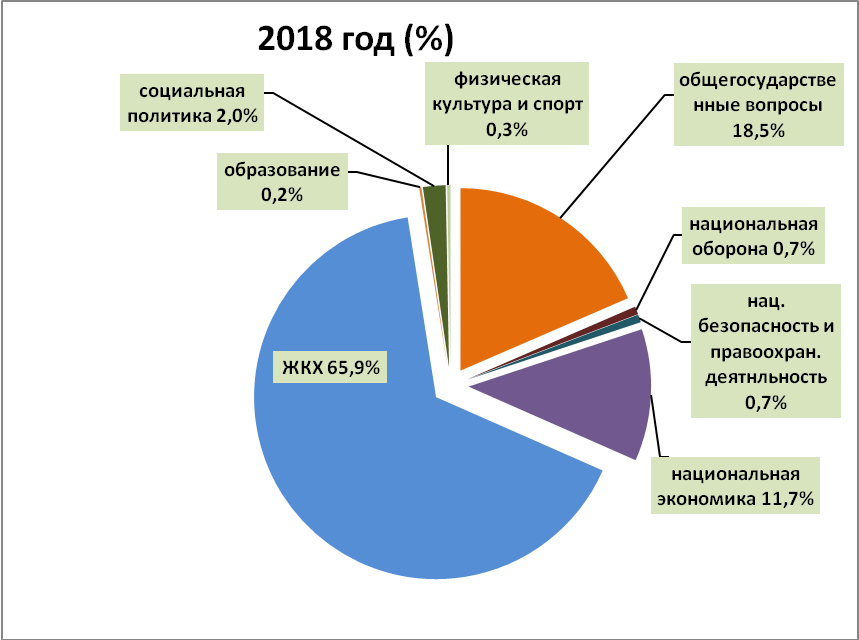 2018 год (%)
социальная
политика 2,0%
физическая
культура и спорт
0,3%
общегосударстве
нные вопросы
18,5%
образование
0,2%
национальная
оборона 0,7%
нац.
безопасность и
правоохран.
деятнльность
0,7%
ЖКХ 65,9%
национальная
экономика 11,7%